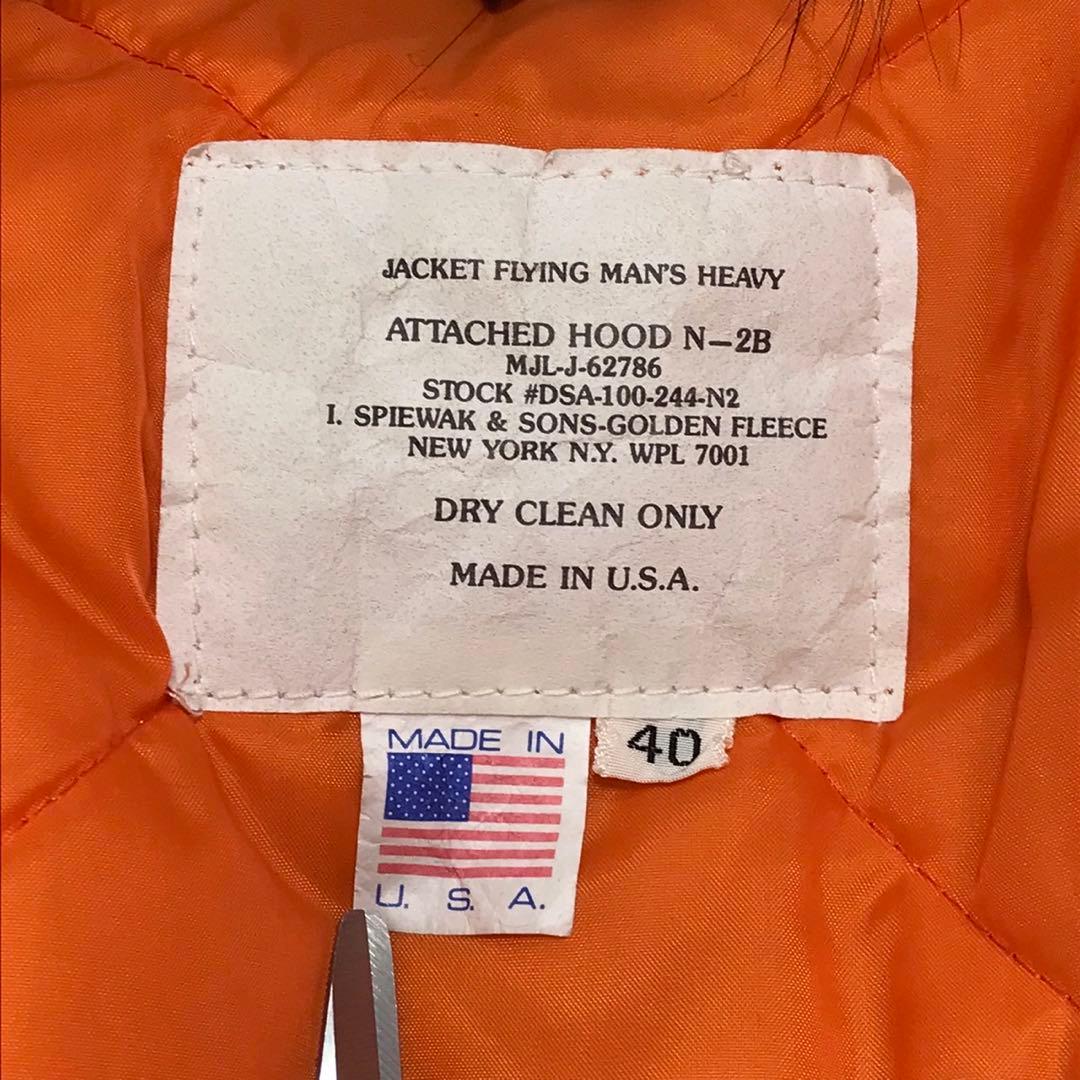 JACKET FLYING MAN'S HEAVY
ATTACHED HOOD N-2B
MJL-J-62786
STOCK #DSA-100-244-N2
I. SPIEWAK & SONS-GOLDEN FLEECE
NEW YORK N.Y. WPL 7001
DRY CLEAN ONLY
MADE IN U.S.A.
MADE IN
U. S. A.
40